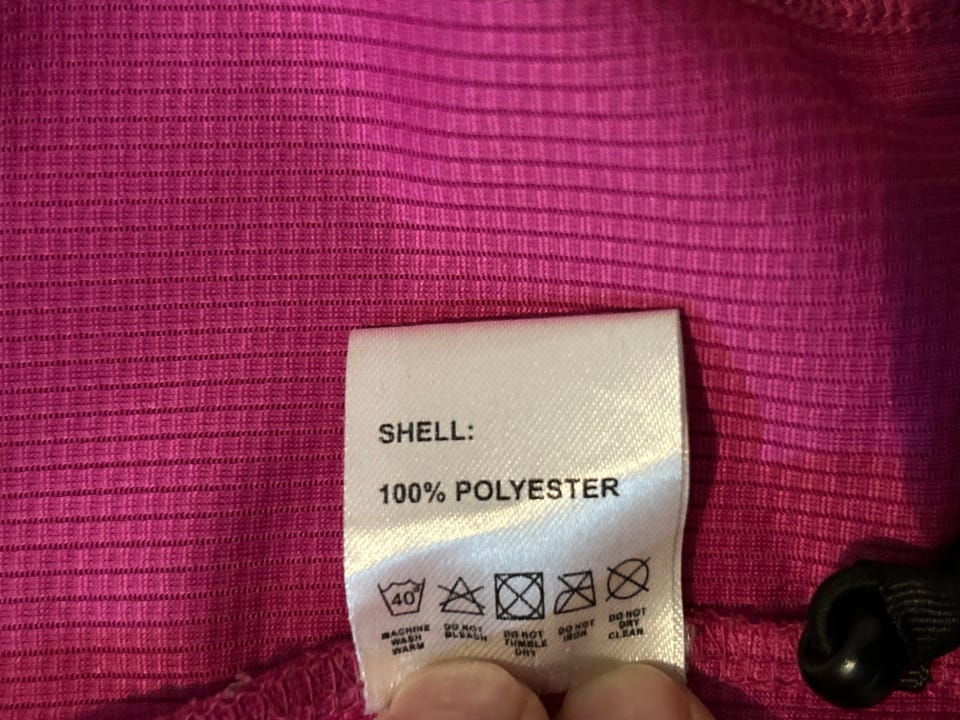 SHELL:
100% POLYESTER
40°
MACHINE WASH WARM
DO NOT BLEACH
DO NOT TUMBLE DRY
DO NOT IRON
DO NOT DRY CLEAN